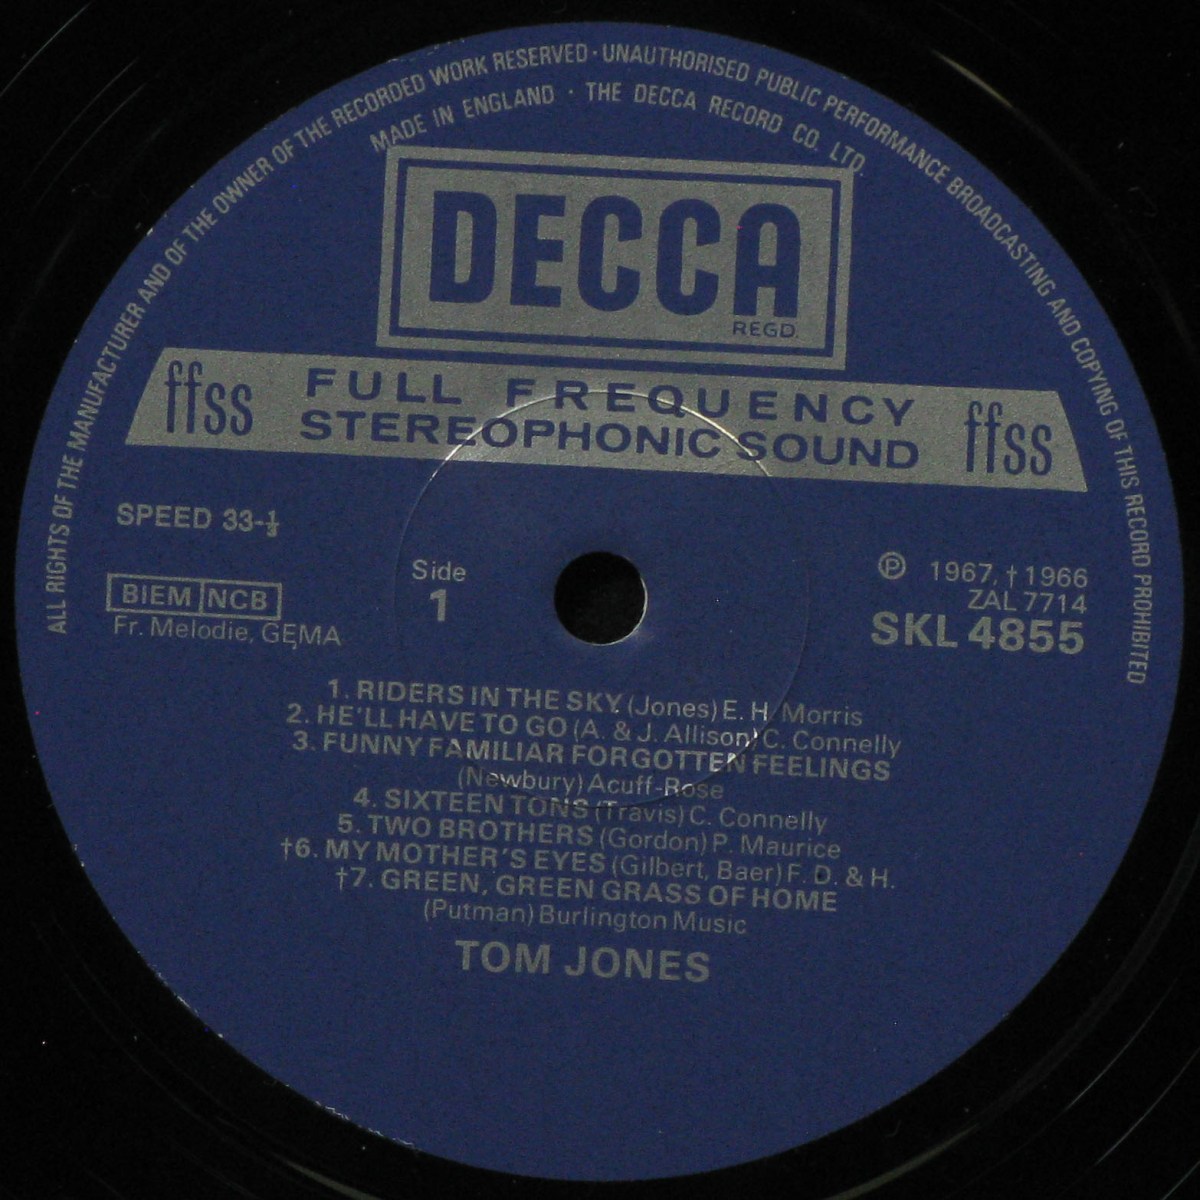 ALL RIGHTS OF THE MANUFACTURER AND OF THE OWNER OF THE RECORDED WORK RESERVED · UNAUTHORISED PUBLIC PERFORMANCE BROADCASTING AND COPYING OF THIS RECORD PROHIBITED
MADE IN ENGLAND · THE DECCA RECORD CO. LTD.
DECCA
REGD.
ffss FULL FREQUENCY ffss
STEREOPHONIC SOUND
SPEED 33-⅓
BIEM NCB
Fr. Melodie, GEMA
Side
1
℗ 1967, †1966
ZAL 7714
SKL 4855
1. RIDERS IN THE SKY (Jones) E. H. Morris
2. HE'LL HAVE TO GO (A. & J. Allison) C. Connelly
3. FUNNY FAMILIAR FORGOTTEN FEELINGS
(Newbury) Acuff-Rose
4. SIXTEEN TONS (Travis) C. Connelly
5. TWO BROTHERS (Gordon) P. Maurice
†6. MY MOTHER'S EYES (Gilbert, Baer) F. D. & H.
†7. GREEN, GREEN GRASS OF HOME
(Putman) Burlington Music
TOM JONES